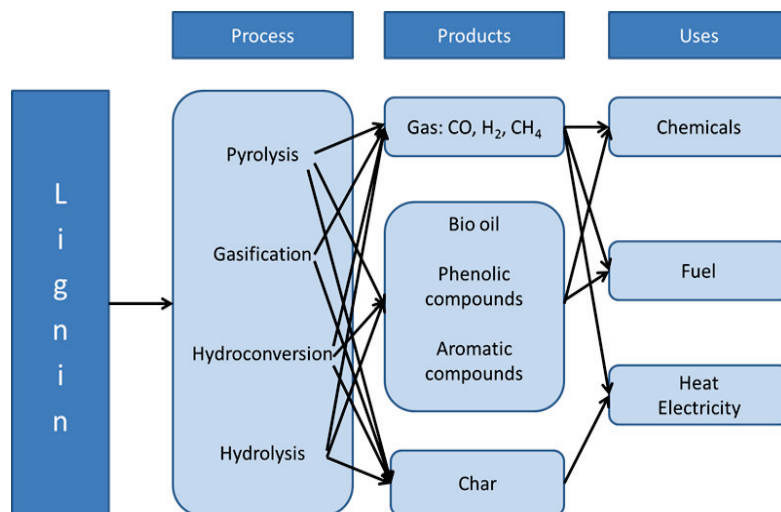 Process
Products
Uses
Lignin
Pyrolysis
Gasification
Hydroconversion
Hydrolysis
Gas: CO, H₂, CH₄
Bio oil
Phenolic
compounds
Aromatic
compounds
Char
Chemicals
Fuel
Heat
Electricity